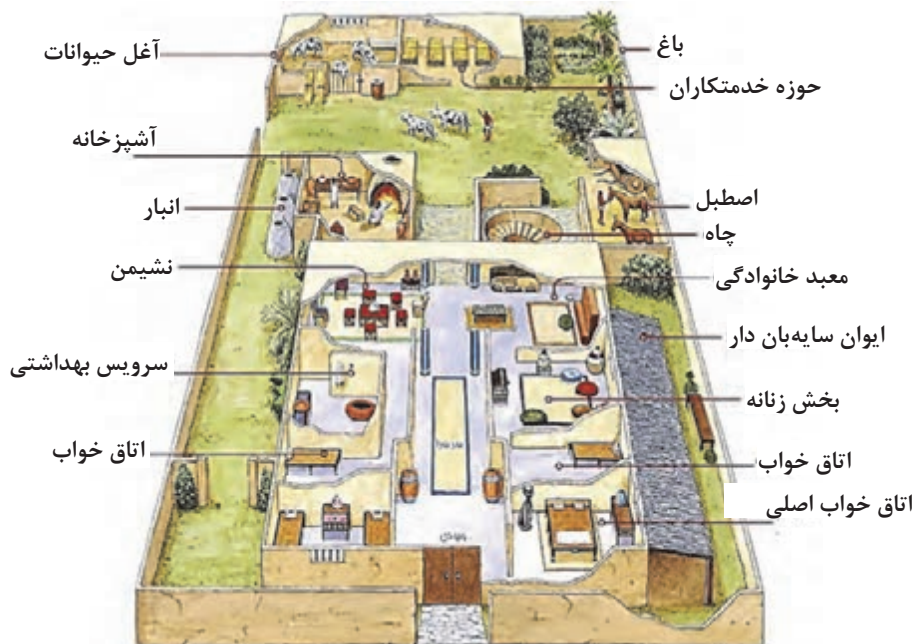 باغ
آغل حیوانات
حوزه خدمتکاران
آشپزخانه
اصطبل
انبار
چاه
نشیمن
معبد خانوادگی
ایوان سایه‌بان دار
سرویس بهداشتی
بخش زنانه
اتاق خواب
اتاق خواب
اتاق خواب اصلی